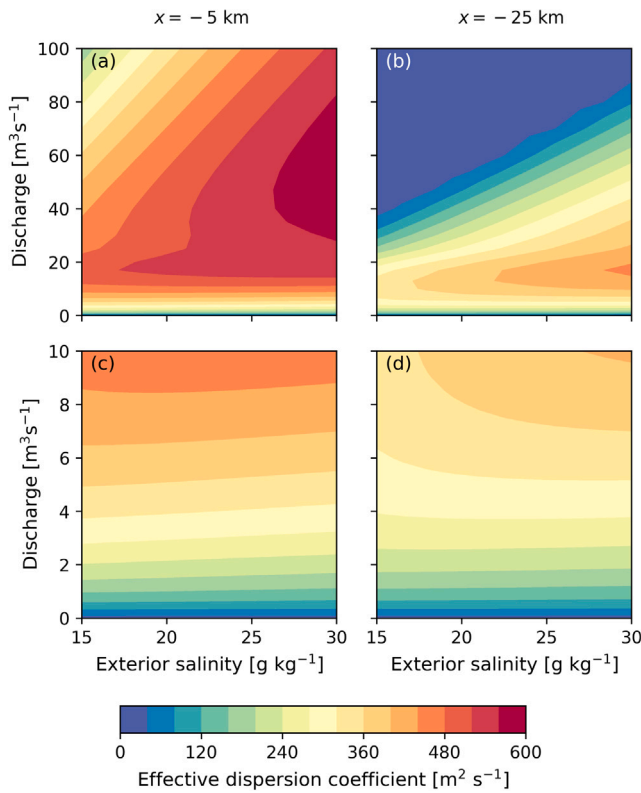 x = − 5 km
x = − 25 km
(a)
(b)
100
80
60
40
20
0
Discharge [m³s⁻¹]
(c)
(d)
10
8
6
4
2
0
Discharge [m³s⁻¹]
15 20 25 30
15 20 25 30
Exterior salinity [g kg⁻¹]
Exterior salinity [g kg⁻¹]
0 120 240 360 480 600
Effective dispersion coefficient [m² s⁻¹]